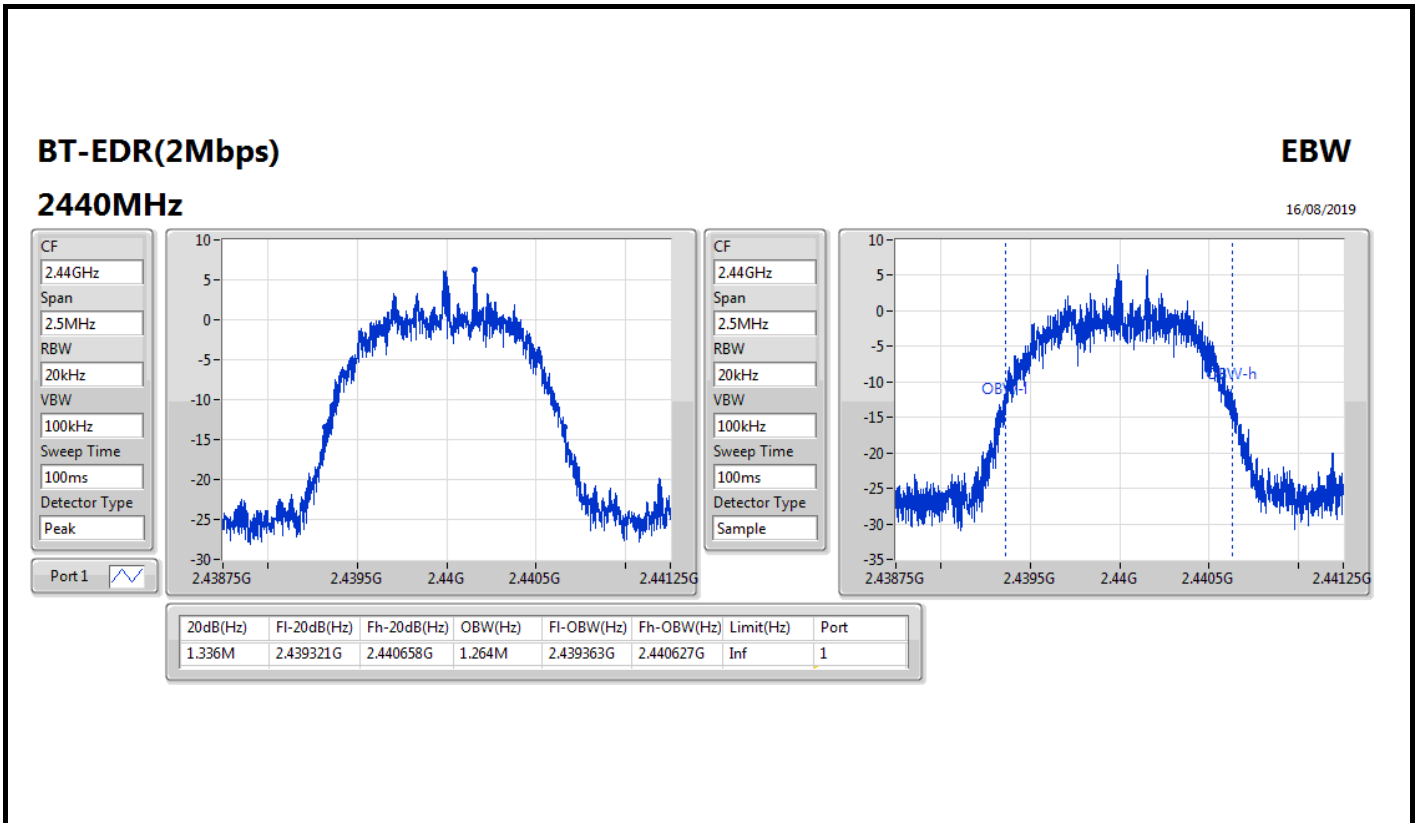 BT-EDR(2Mbps)
EBW
2440MHz
16/08/2019
CF
2.44GHz
Span
2.5MHz
RBW
20kHz
VBW
100kHz
Sweep Time
100ms
Detector Type
Peak
Port 1
10
5
0
-5
-10
-15
-20
-25
-30
2.43875G 2.4395G 2.44G 2.4405G 2.44125G
CF
2.44GHz
Span
2.5MHz
RBW
20kHz
VBW
100kHz
Sweep Time
100ms
Detector Type
Sample
10
5
0
-5
-10
-15
-20
-25
-30
-35
OBW-l
OBW-h
2.43875G 2.4395G 2.44G 2.4405G 2.44125G
20dB(Hz) Fl-20dB(Hz) Fh-20dB(Hz) OBW(Hz) Fl-OBW(Hz) Fh-OBW(Hz) Limit(Hz) Port
1.336M 2.439321G 2.440658G 1.264M 2.439363G 2.440627G Inf 1